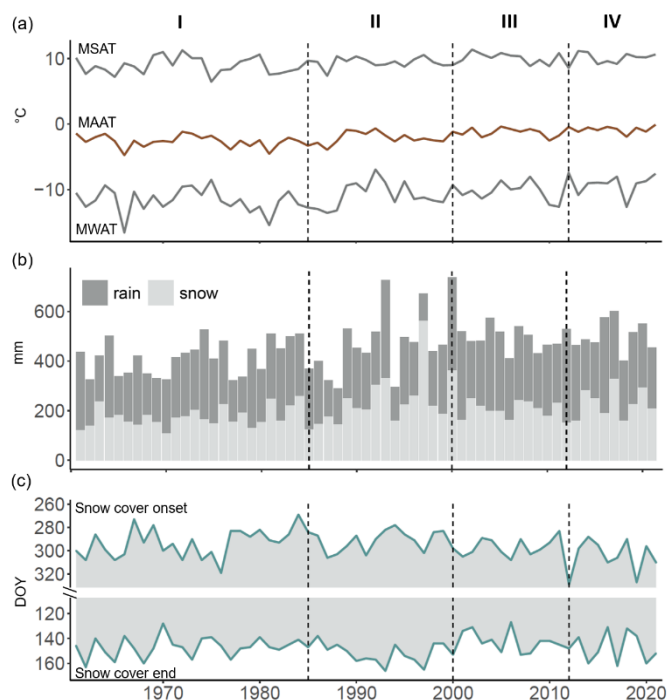 (a) I II III IV
MSAT
10
MAAT
0
°C
−10
MWAT
(b)
rain snow
600
mm
400
200
0
(c)
260
Snow cover onset
280
300
320
DOY
120
140
160
Snow cover end
1970 1980 1990 2000 2010 2020